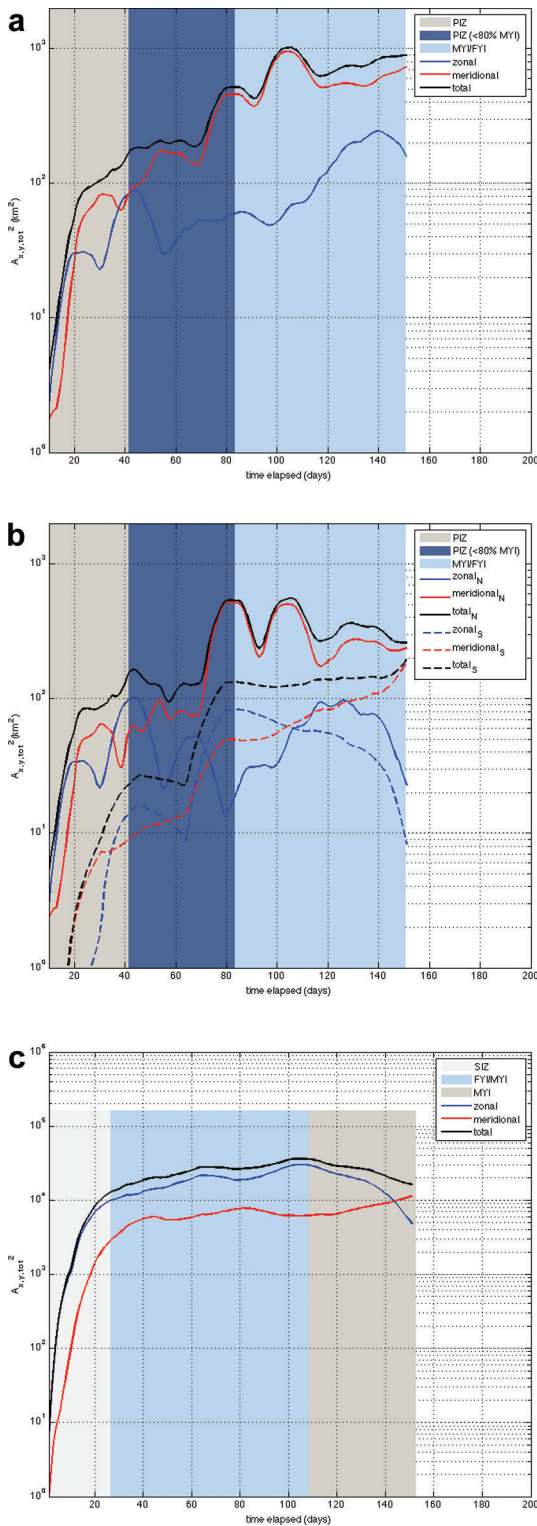 a
10³
10²
10¹
10⁰
Aₓ,ᵧ,ₜₒₜ² (km²)
20 40 60 80 100 120 140 160 180 200
time elapsed (days)
PIZ
PIZ (<80% MYI)
MYI/FYI
zonal
meridional
total
b
10³
10²
10¹
10⁰
Aₓ,ᵧ,ₜₒₜ² (km²)
20 40 60 80 100 120 140 160 180 200
time elapsed (days)
PIZ
PIZ (<80% MYI)
MYI/FYI
zonal_N
meridional_N
total_N
zonal_S
meridional_S
total_S
c
10⁶
10⁵
10⁴
10³
10²
10¹
10⁰
Aₓ,ᵧ,ₜₒₜ²
20 40 60 80 100 120 140 160 180 200
time elapsed (days)
SIZ
FYI/MYI
MYI
zonal
meridional
total